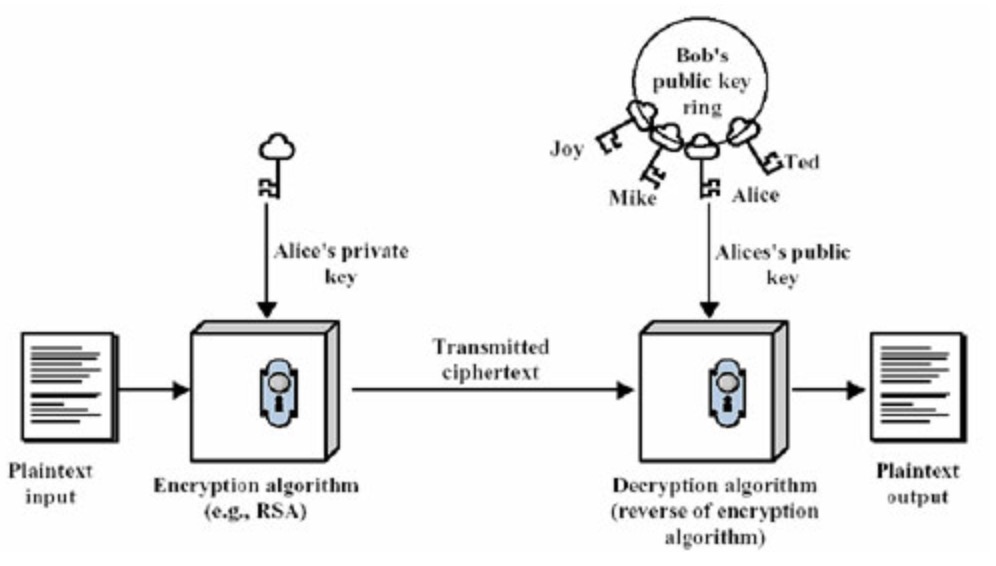 Bob's
public key
ring
Joy
Ted
Mike
Alice
Alice's private
key
Alices's public
key
Transmitted
ciphertext
Plaintext
input
Encryption algorithm
(e.g., RSA)
Decryption algorithm
(reverse of encryption
algorithm)
Plaintext
output